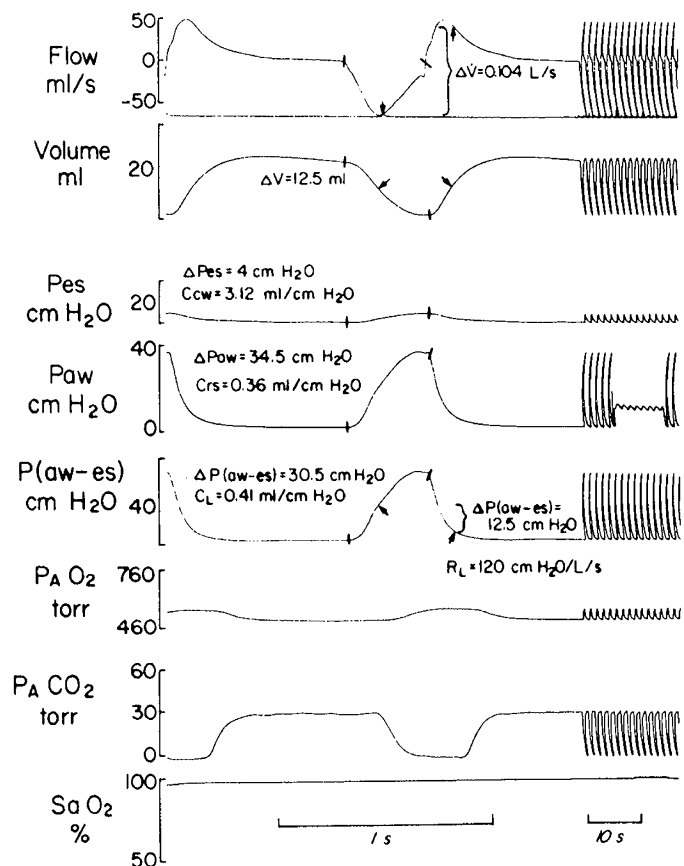 Flow
ml/s
50
0
-50
ΔV̇=0.104 L/s
Volume
ml
20
ΔV=12.5 ml
Pes
cm H2O
20
ΔPes = 4 cm H2O
Ccw=3.12 ml/cm H2O
Paw
cm H2O
40
0
ΔPaw = 34.5 cm H2O
Crs=0.36 ml/cm H2O
P(aw-es)
cm H2O
40
ΔP(aw-es)=30.5 cm H2O
CL=0.41 ml/cm H2O
ΔP(aw-es)=
12.5 cm H2O
RL=120 cm H2O/L/s
PA O2
torr
760
460
PA CO2
torr
60
30
0
Sa O2
%
100
50
1 s
10 s